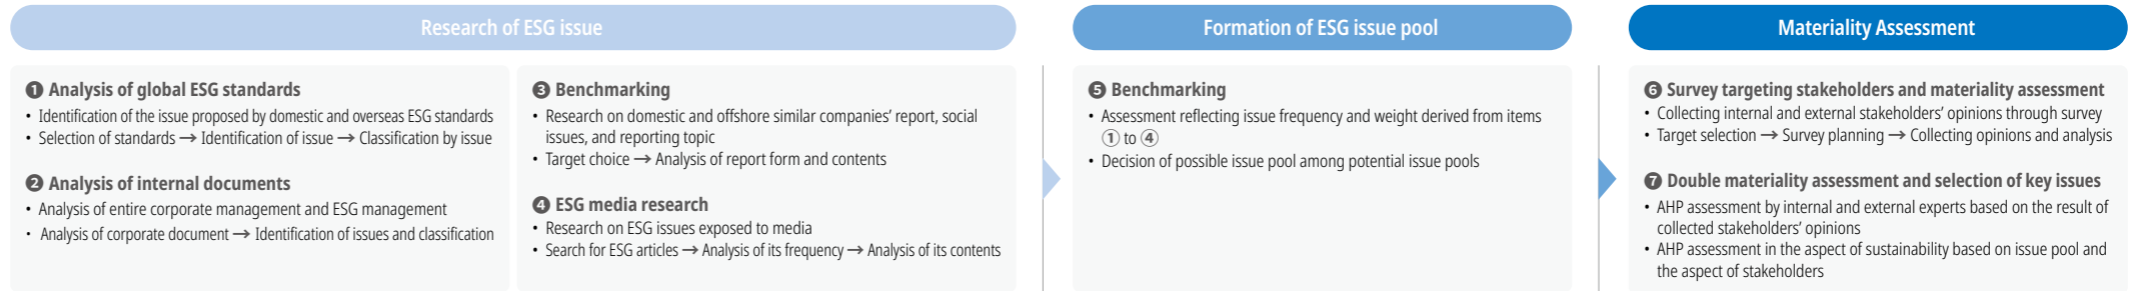 Research of ESG issue
❶ Analysis of global ESG standards
• Identification of the issue proposed by domestic and overseas ESG standards
• Selection of standards → Identification of issue → Classification by issue
❷ Analysis of internal documents
• Analysis of entire corporate management and ESG management
• Analysis of corporate document → Identification of issues and classification
❸ Benchmarking
• Research on domestic and offshore similar companies' report, social
issues, and reporting topic
• Target choice → Analysis of report form and contents
❹ ESG media research
• Research on ESG issues exposed to media
• Search for ESG articles → Analysis of its frequency → Analysis of its contents
Formation of ESG issue pool
❺ Benchmarking
• Assessment reflecting issue frequency and weight derived from items
① to ④
• Decision of possible issue pool among potential issue pools
Materiality Assessment
❻ Survey targeting stakeholders and materiality assessment
• Collecting internal and external stakeholders' opinions through survey
• Target selection → Survey planning → Collecting opinions and analysis
❼ Double materiality assessment and selection of key issues
• AHP assessment by internal and external experts based on the result of
collected stakeholders' opinions
• AHP assessment in the aspect of sustainability based on issue pool and
the aspect of stakeholders